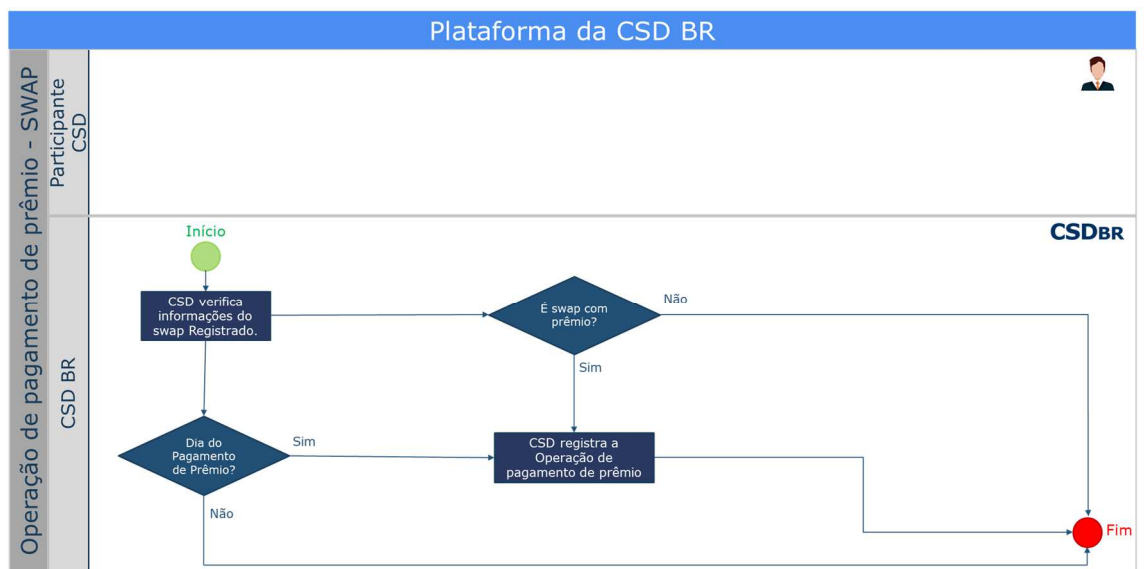 Plataforma da CSD BR
Operação de pagamento de prêmio - SWAP
Participante
CSD
CSD BR
CSDBR
Início
CSD verifica
informações do
swap Registrado.
É swap com
prêmio?
Não
Sim
Dia do
Pagamento
de Prêmio?
Sim
CSD registra a
Operação de
pagamento de prêmio
Não
Fim